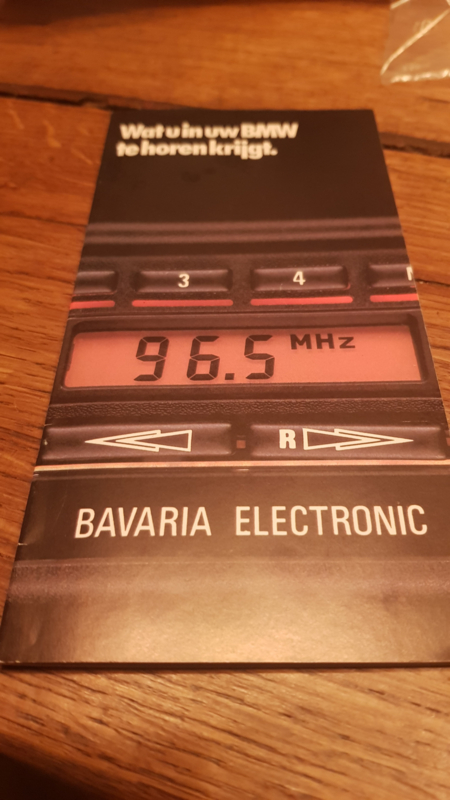 Wat u in uw BMW
te horen krijgt.
3 4
96.5 MHz
R
BAVARIA ELECTRONIC